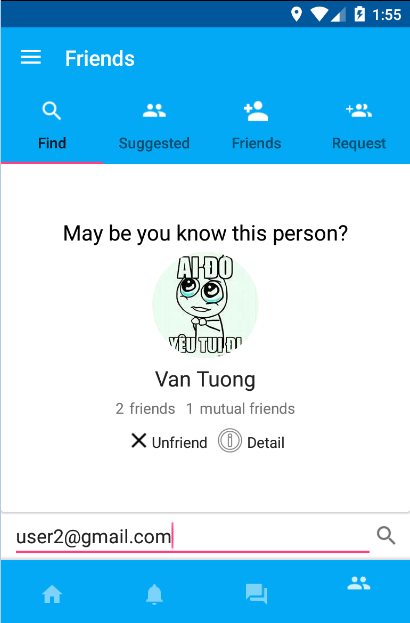 1:55
Friends
Find Suggested Friends Request
May be you know this person?
AI ĐÓ
YÊU TUI ĐI
Van Tuong
2 friends 1 mutual friends
Unfriend Detail
user2@gmail.com